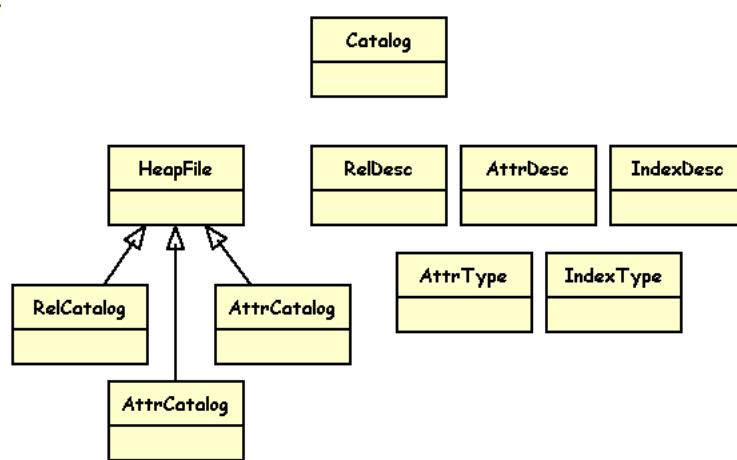 Catalog
HeapFile
RelDesc
AttrDesc
IndexDesc
AttrType
IndexType
RelCatalog
AttrCatalog
AttrCatalog